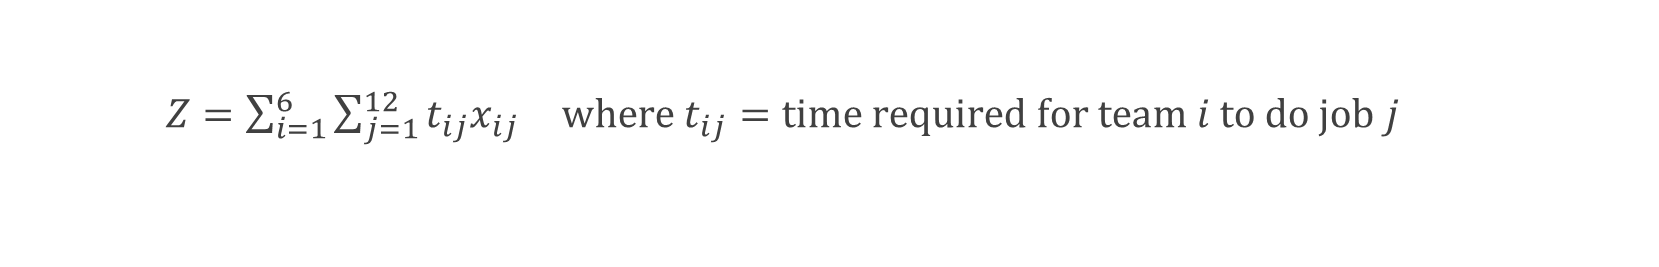 Z = ∑_{i=1}^{6} ∑_{j=1}^{12} t_{ij}x_{ij} where t_{ij} = time required for team i to do job j